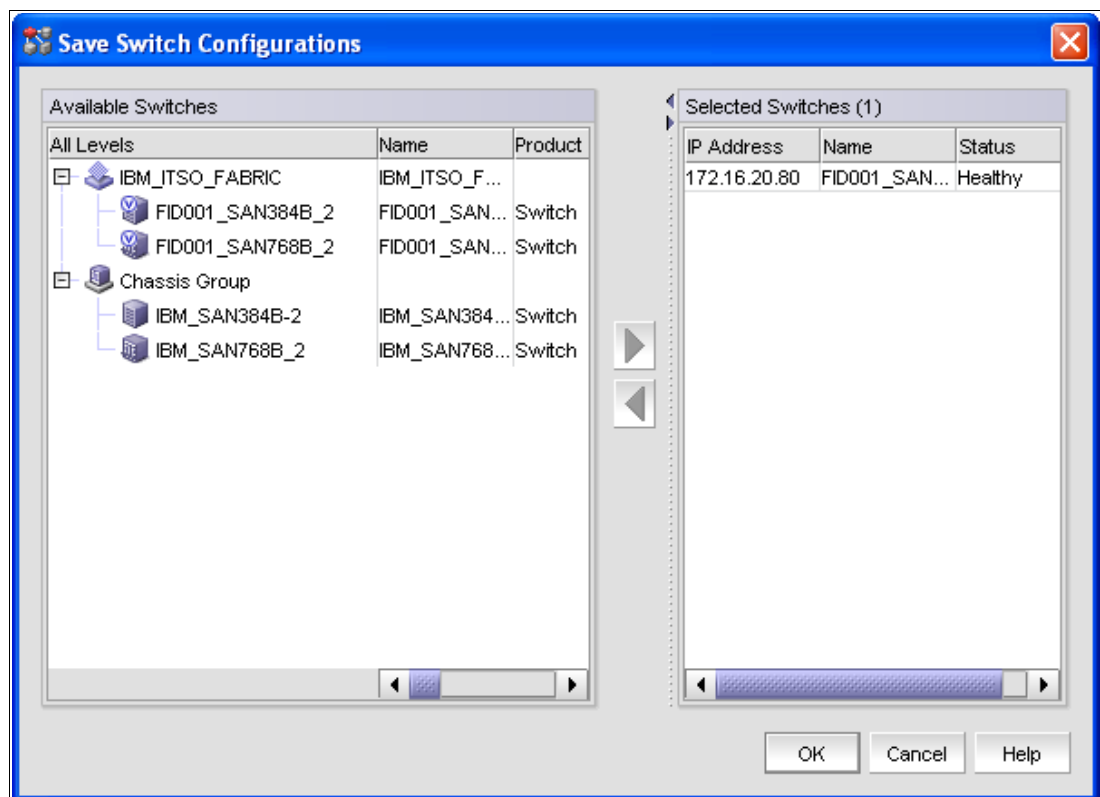 Save Switch Configurations
Available Switches
All Levels Name Product
IBM_ITSO_FABRIC IBM_ITSO_F...
FID001_SAN384B_2 FID001_SAN... Switch
FID001_SAN768B_2 FID001_SAN... Switch
Chassis Group
IBM_SAN384B-2 IBM_SAN384... Switch
IBM_SAN768B_2 IBM_SAN768... Switch
Selected Switches (1)
IP Address Name Status
172.16.20.80 FID001_SAN... Healthy
OK Cancel Help